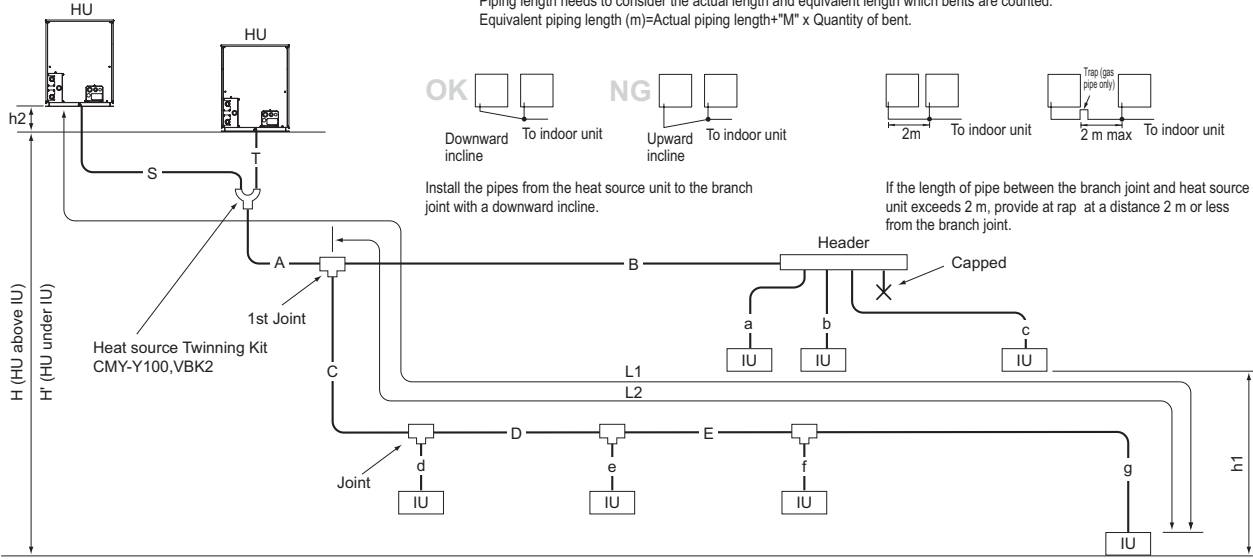 Piping length needs to consider the actual length and equivalent length which bents are counted.
Equivalent piping length (m)=Actual piping length+"M" x Quantity of bent.
HU
HU
h2
OK
NG
Downward
incline
To indoor unit
Upward
incline
To indoor unit
2m
To indoor unit
Trap (gas
pipe only)
2 m max
To indoor unit
Install the pipes from the heat source unit to the branch
joint with a downward incline.
If the length of pipe between the branch joint and heat source
unit exceeds 2 m, provide at rap at a distance 2 m or less
from the branch joint.
S
T
A
B
Header
Capped
1st Joint
Heat source Twinning Kit
CMY-Y100,VBK2
H (HU above IU)
H' (HU under IU)
a
b
c
IU
IU
IU
C
L1
L2
D
E
h1
Joint
d
e
f
g
IU
IU
IU
IU